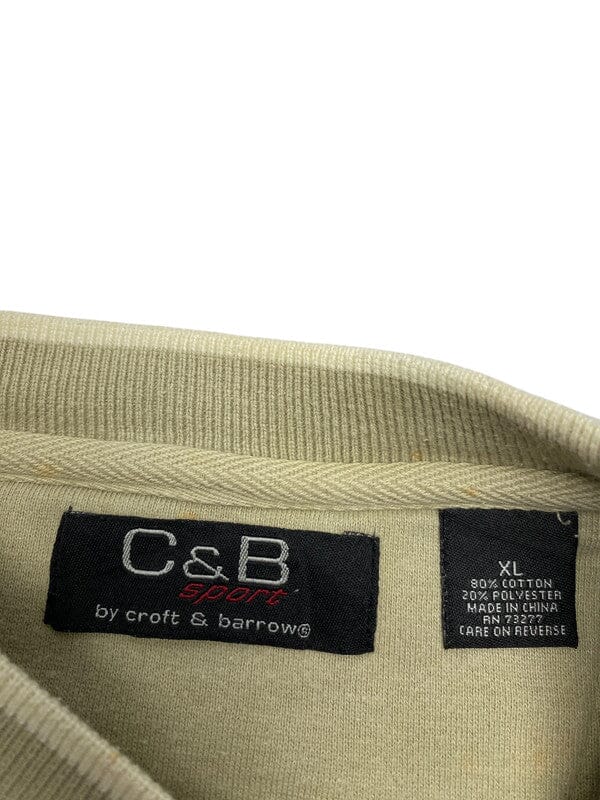 C&B
sport
by croft & barrow®
XL
80% COTTON
20% POLYESTER
MADE IN CHINA
RN 73277
CARE ON REVERSE